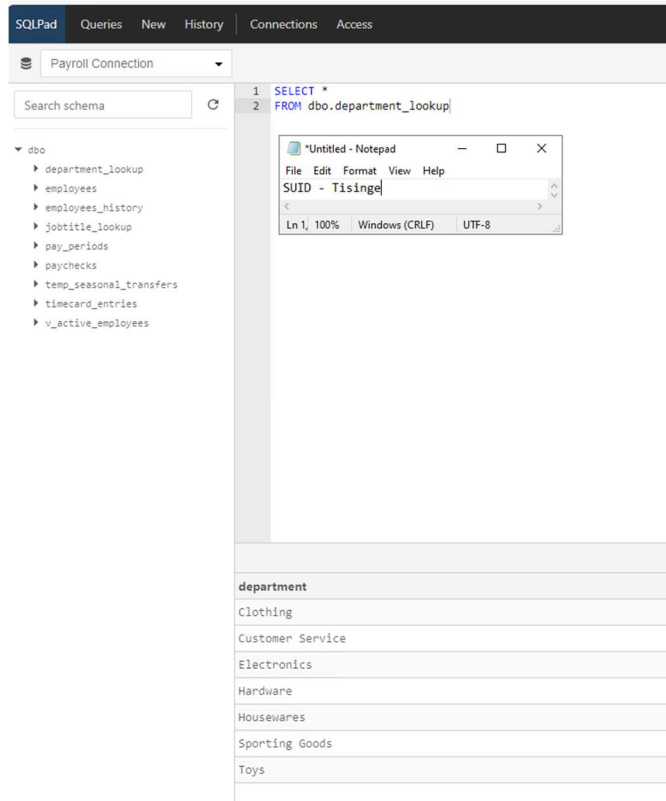 SQLPad Queries New History Connections Access
Payroll Connection
Search schema
dbo
department_lookup
employees
employees_history
jobtitle_lookup
pay_periods
paychecks
temp_seasonal_transfers
timecard_entries
v_active_employees
1 SELECT *
2 FROM dbo.department_lookup
*Untitled - Notepad
File Edit Format View Help
SUID - Tisinge
Ln 1, 100% Windows (CRLF) UTF-8
department
Clothing
Customer Service
Electronics
Hardware
Housewares
Sporting Goods
Toys